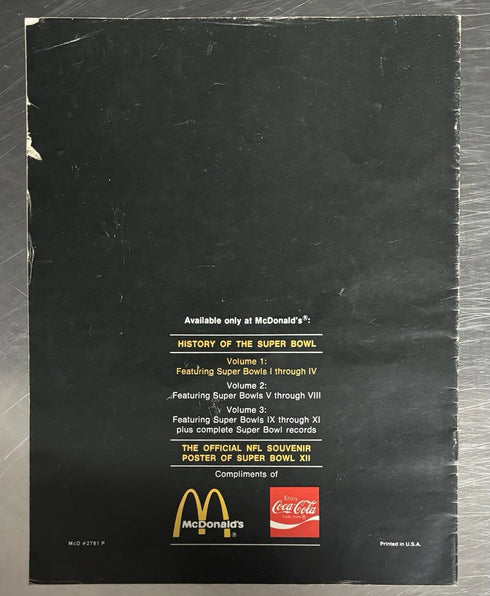 Available only at McDonald's®:
HISTORY OF THE SUPER BOWL
Volume 1:
Featuring Super Bowls I through IV
Volume 2:
Featuring Super Bowls V through VIII
Volume 3:
Featuring Super Bowls IX through XI
plus complete Super Bowl records
THE OFFICIAL NFL SOUVENIR
POSTER OF SUPER BOWL XII
Compliments of
McDonald's®
Enjoy
Coca-Cola
Trade-mark ®
McD #2781 P
Printed in U.S.A.